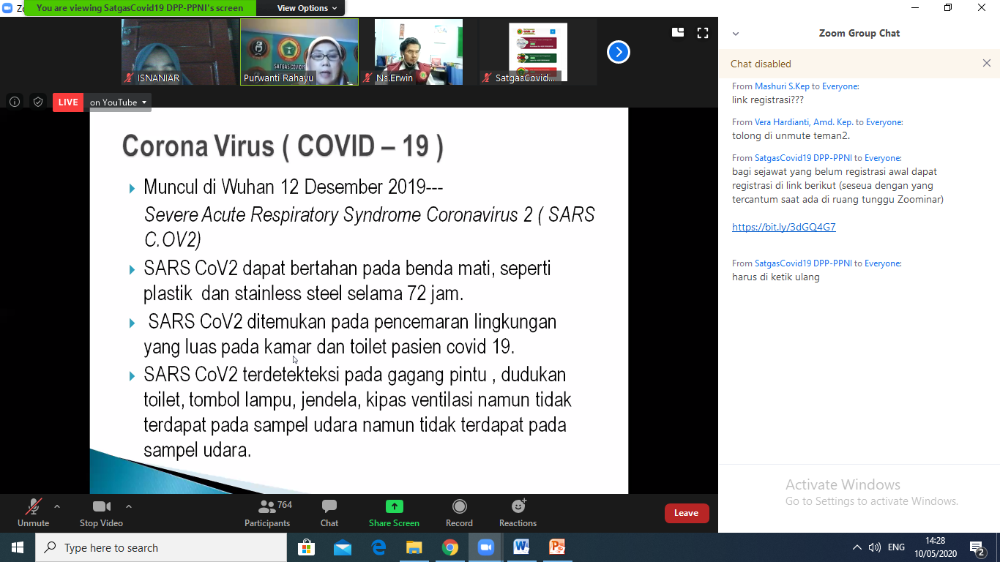 You are viewing SatgasCovid19 DPP-PPNI's screen
View Options
SATGAS COVID19
ISNANIAR
Purwanti Rahayu
Ns.Erwin
SatgasCovid...
LIVE
on YouTube
Corona Virus ( COVID – 19 )
Muncul di Wuhan 12 Desember 2019---
Severe Acute Respiratory Syndrome Coronavirus 2 ( SARS
C.OV2)
SARS CoV2 dapat bertahan pada benda mati, seperti
plastik dan stainless steel selama 72 jam.
SARS CoV2 ditemukan pada pencemaran lingkungan
yang luas pada kamar dan toilet pasien covid 19.
SARS CoV2 terdetekteksi pada gagang pintu , dudukan
toilet, tombol lampu, jendela, kipas ventilasi namun tidak
terdapat pada sampel udara namun tidak terdapat pada
sampel udara.
Zoom Group Chat
Chat disabled
From Mashuri S.Kep to Everyone:
link registrasi???
From Vera Hardianti, Amd. Kep. to Everyone:
tolong di unmute teman2.
From SatgasCovid19 DPP-PPNI to Everyone:
bagi sejawat yang belum registrasi awal dapat
registrasi di link berikut (seseua dengan yang
tercantum saat ada di ruang tunggu Zoominar)
https://bit.ly/3dGQ4G7
From SatgasCovid19 DPP-PPNI to Everyone:
harus di ketik ulang
Activate Windows
Go to Settings to activate Windows.
Unmute
Stop Video
764
Participants
Chat
Share Screen
Record
Reactions
Leave
Type here to search
ENG
14:28
10/05/2020
2